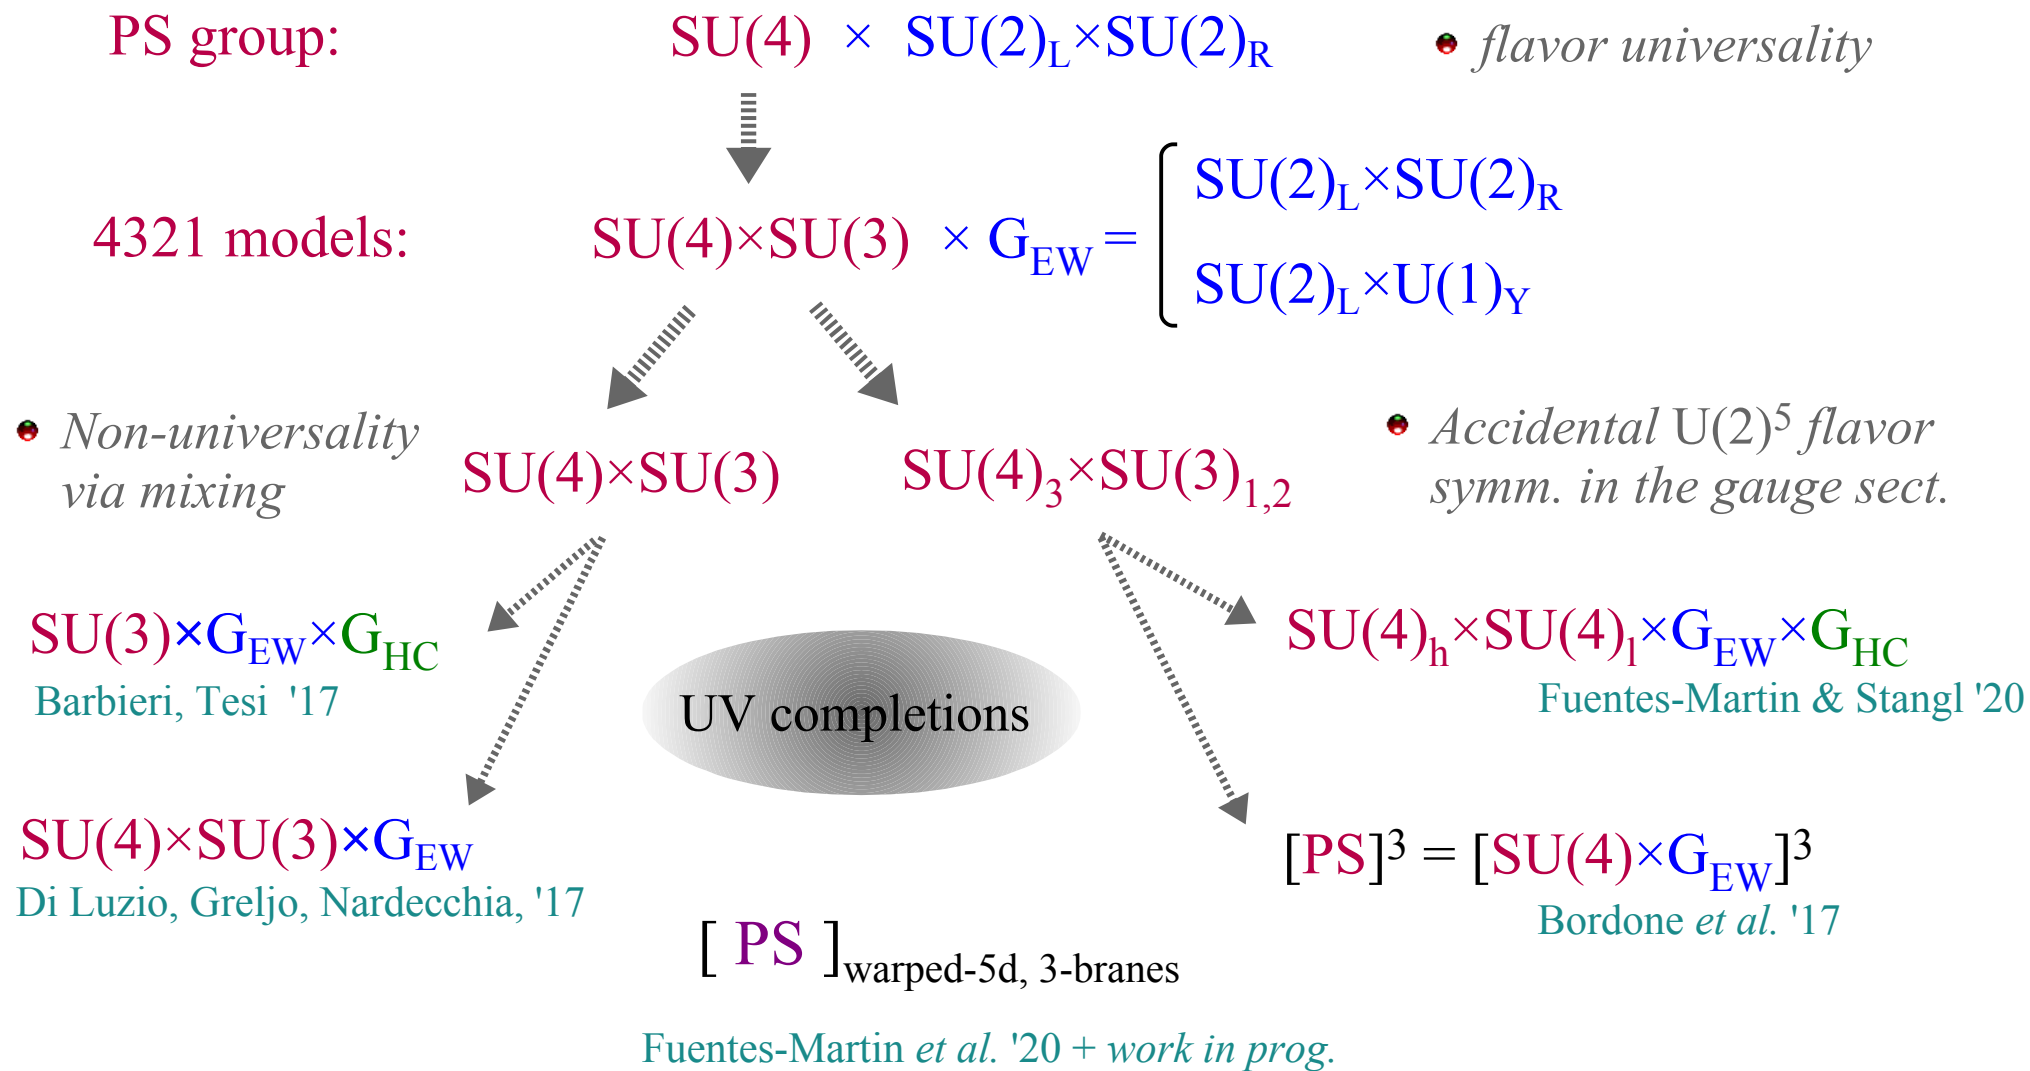 PS group: SU(4) × SU(2)L×SU(2)R flavor universality
SU(2)L×SU(2)R
4321 models: SU(4)×SU(3) × GEW =
SU(2)L×U(1)Y
Non-universality
via mixing
SU(4)×SU(3)
SU(4)3×SU(3)1,2
Accidental U(2)5 flavor
symm. in the gauge sect.
SU(3)×GEW×GHC
Barbieri, Tesi '17
UV completions
SU(4)h×SU(4)l×GEW×GHC
Fuentes-Martin & Stangl '20
SU(4)×SU(3)×GEW
Di Luzio, Greljo, Nardecchia, '17
[PS]3 = [SU(4)×GEW]3
Bordone et al. '17
[ PS ]warped-5d, 3-branes
Fuentes-Martin et al. '20 + work in prog.